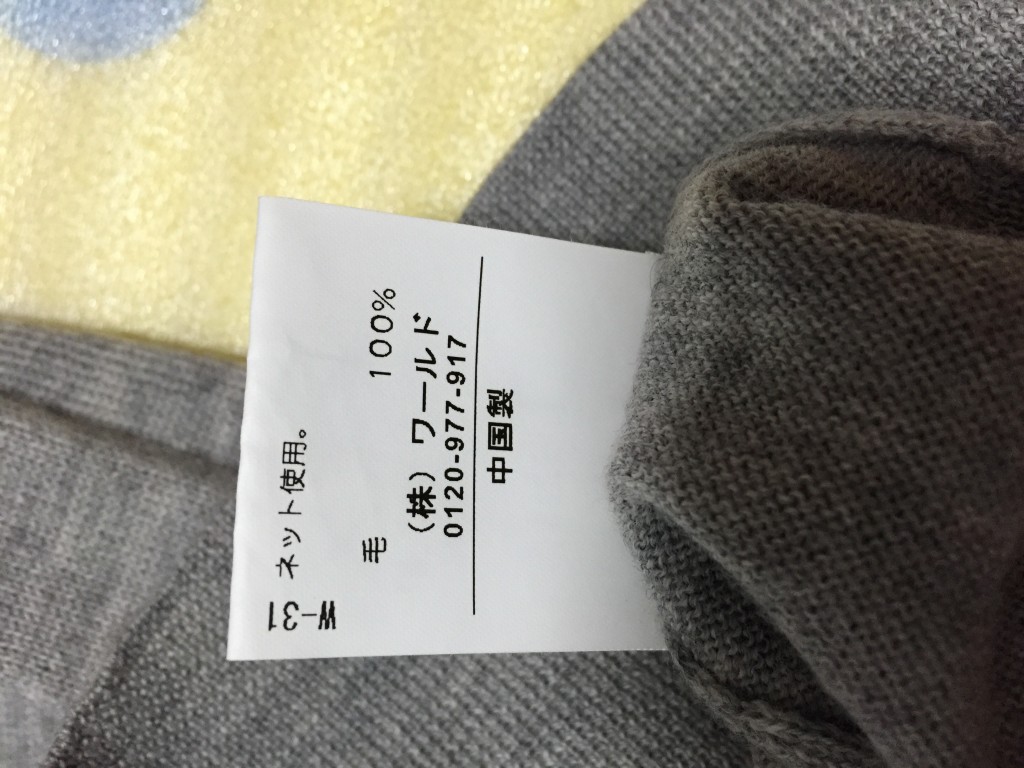 ネット使用。
毛 100%
(株)ワールド
0120-977-917
中国製
W-31